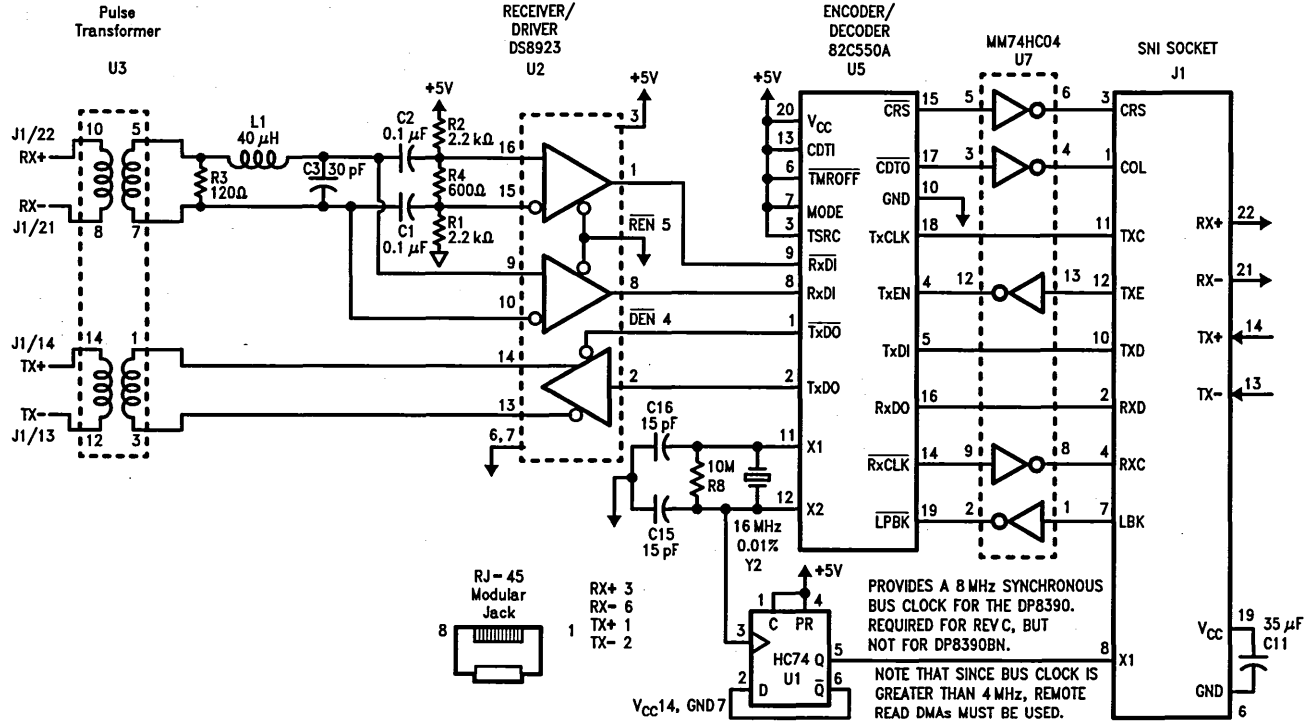 Pulse
Transformer
U3
RECEIVER/
DRIVER
DS8923
U2
ENCODER/
DECODER
82C550A
U5
MM74HC04
U7
SNI SOCKET
J1
J1/22
RX+
RX-
J1/21
10
5
8
7
L1
40 μH
R3
120Ω
C3
30 pF
C2
0.1 μF
C1
0.1 μF
+5V
R2
2.2 kΩ
R4
600Ω
R1
2.2 kΩ
16
15
9
10
14
13
6, 7
+5V
3
1
REN 5
8
DEN 4
2
J1/14
TX+
TX-
J1/13
14
1
12
3
+5V
20
13
6
7
3
9
8
1
2
11
12
VCC
CDTI
TMROFF
MODE
TSRC
RxDI
RxDI
TxDO
TxDO
X1
X2
CRS
CDTO
GND
TxCLK
TxEN
TxDI
RxDO
RxCLK
LPBK
15
17
10
18
4
5
16
14
19
5
6
3
4
12
13
9
8
2
1
3
1
11
12
10
2
4
7
8
CRS
COL
TXC
TXE
TXD
RXD
RXC
LBK
X1
RX+
RX-
TX+
TX-
22
21
14
13
VCC
19
GND
6
35 μF
C11
C16
15 pF
C15
15 pF
10M
R8
16 MHz
0.01%
Y2
RJ-45
Modular
Jack
8
1
RX+ 3
RX- 6
TX+ 1
TX- 2
+5V
1
4
C
PR
3
HC74
Q
5
U1
2
D
Q
6
VCC14, GND7
PROVIDES A 8 MHz SYNCHRONOUS
BUS CLOCK FOR THE DP8390.
REQUIRED FOR REV C, BUT
NOT FOR DP8390BN.
NOTE THAT SINCE BUS CLOCK IS
GREATER THAN 4 MHz, REMOTE
READ DMAs MUST BE USED.